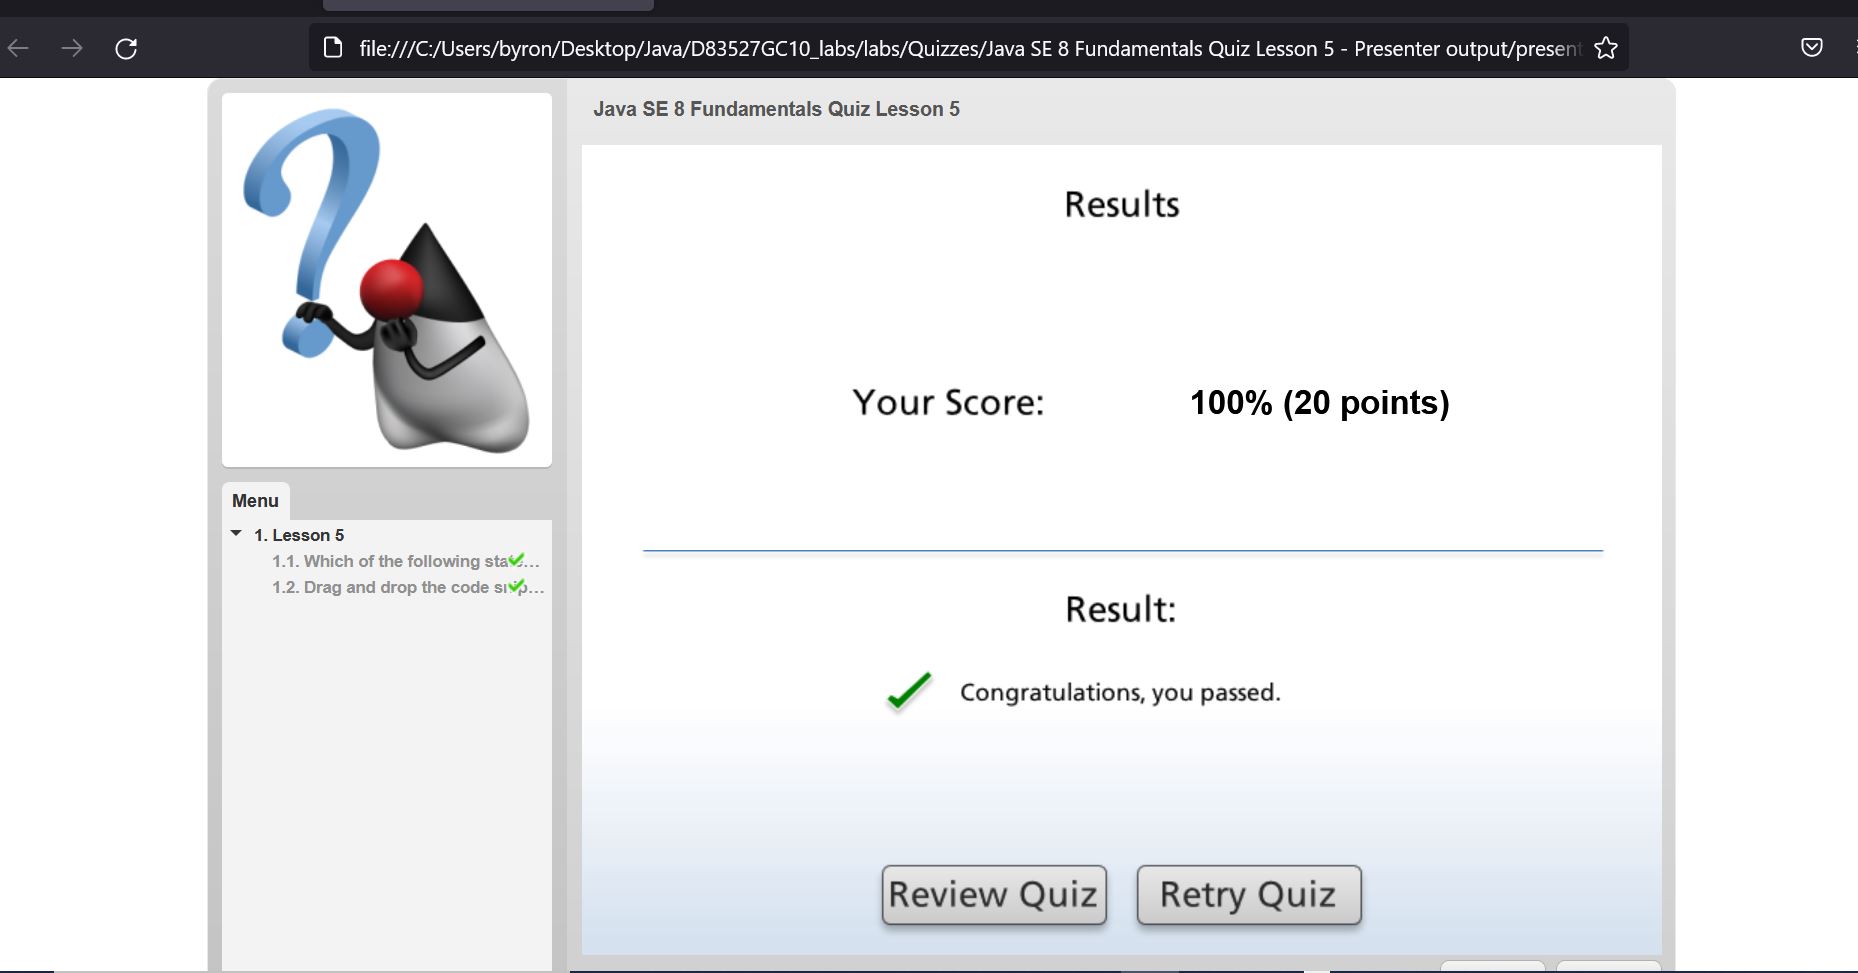 file:///C:/Users/byron/Desktop/Java/D83527GC10_labs/labs/Quizzes/Java SE 8 Fundamentals Quiz Lesson 5 - Presenter output/present
Java SE 8 Fundamentals Quiz Lesson 5
Results
Your Score: 100% (20 points)
Result:
Congratulations, you passed.
Review Quiz Retry Quiz
Menu
1. Lesson 5
1.1. Which of the following state...
1.2. Drag and drop the code snip...